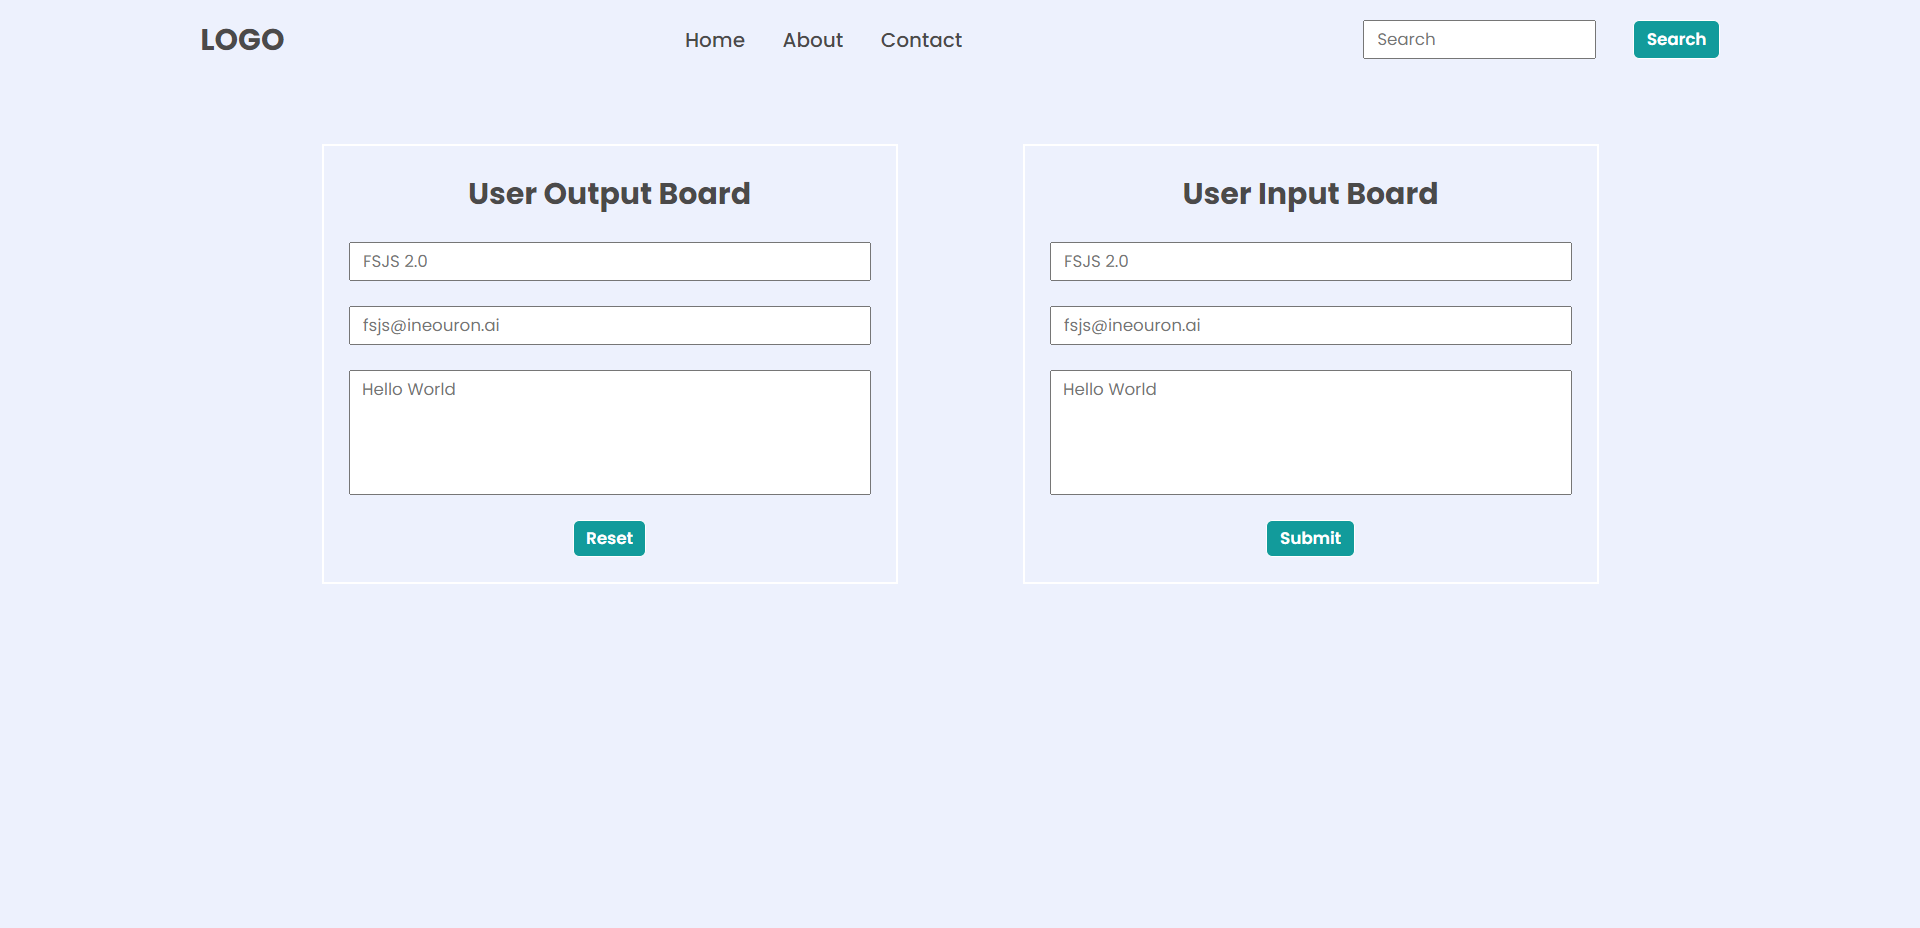 LOGO
Home
About
Contact
Search
Search
User Output Board
FSJS 2.0
fsjs@ineouron.ai
Hello World
Reset
User Input Board
FSJS 2.0
fsjs@ineouron.ai
Hello World
Submit